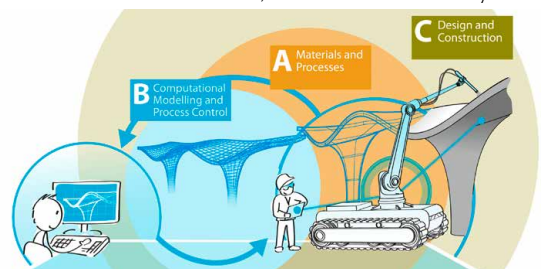 C Design and
Construction
A Materials and
Processes
B Computational
Modelling and
Process Control